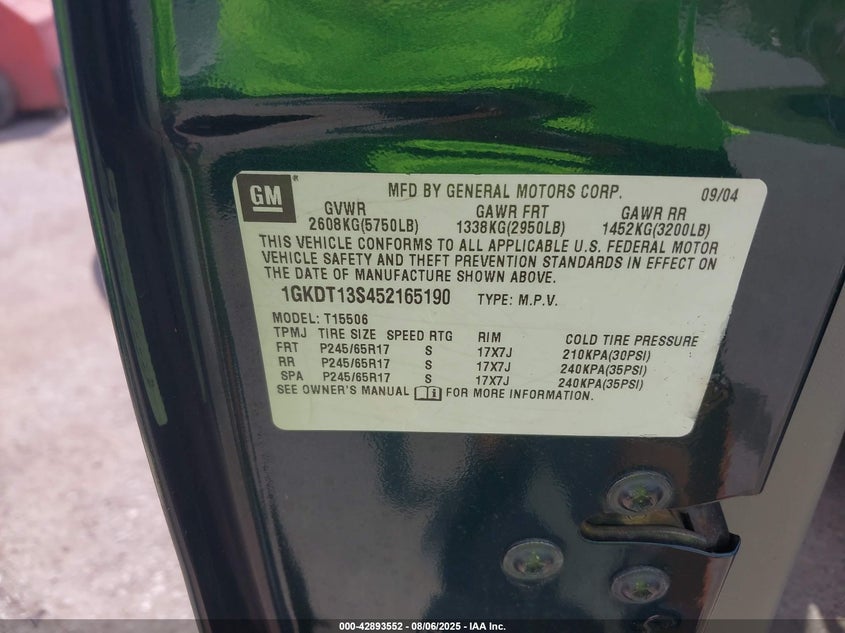 GM ® MFD BY GENERAL MOTORS CORP. 09/04
GVWR GAWR FRT GAWR RR
2608KG(5750LB) 1338KG(2950LB) 1452KG(3200LB)
THIS VEHICLE CONFORMS TO ALL APPLICABLE U.S. FEDERAL MOTOR
VEHICLE SAFETY AND THEFT PREVENTION STANDARDS IN EFFECT ON
THE DATE OF MANUFACTURE SHOWN ABOVE.
1GKDT13S452165190 TYPE: M.P.V.
MODEL: T15506
TPMJ TIRE SIZE SPEED RTG RIM COLD TIRE PRESSURE
FRT P245/65R17 S 17X7J 210KPA(30PSI)
RR P245/65R17 S 17X7J 240KPA(35PSI)
SPA P245/65R17 S 17X7J 240KPA(35PSI)
SEE OWNER'S MANUAL FOR MORE INFORMATION.
000-42893552 | 08/06/2025 - IAA Inc.